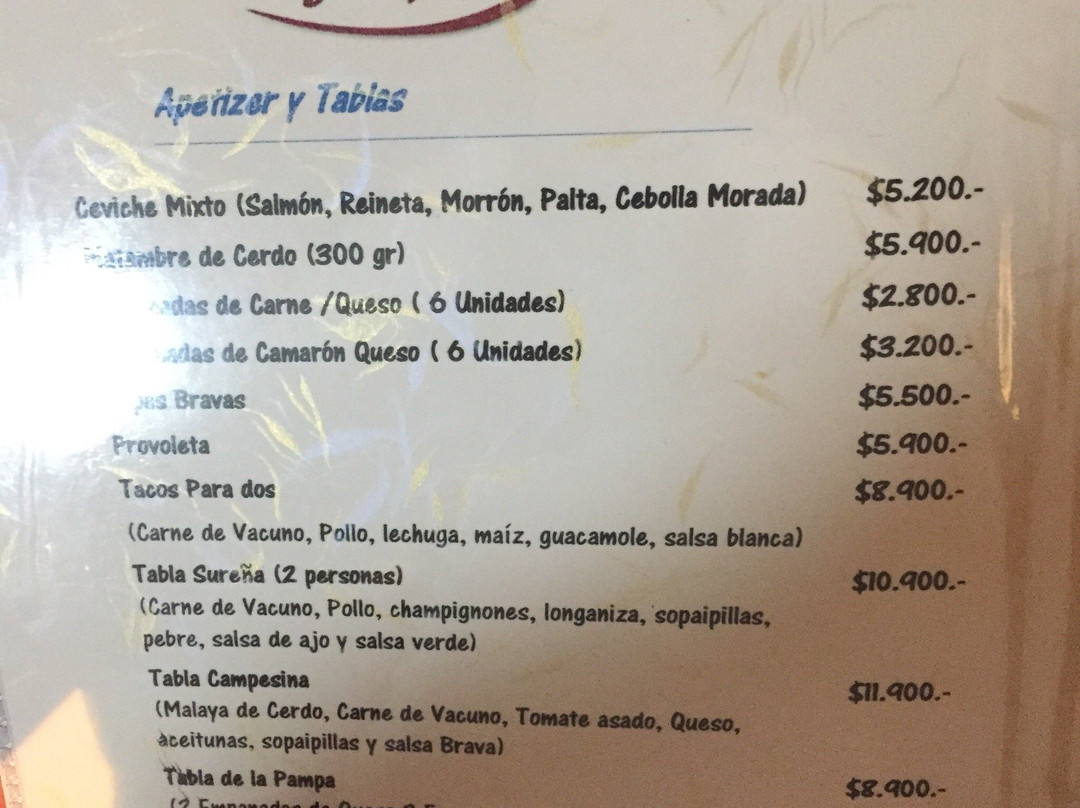 Apetizer y Tablas
Ceviche Mixto (Salmón, Reineta, Morrón, Palta, Cebolla Morada) $5.200.-
de Cerdo (300 gr) $5.900.-
de Carne /Queso ( 6 Unidades) $2.800.-
de Camarón Queso ( 6 Unidades) $3.200.-
Bravas $5.500.-
Provoleta $5.900.-
Tacos Para dos $8.900.-
(Carne de Vacuno, Pollo, lechuga, maíz, guacamole, salsa blanca)
Tabla Sureña (2 personas) $10.900.-
(Carne de Vacuno, Pollo, champignones, longaniza, sopaipillas,
pebre, salsa de ajo y salsa verde)
Tabla Campesina $11.900.-
(Malaya de Cerdo, Carne de Vacuno, Tomate asado, Queso,
aceitunas, sopaipillas y salsa Brava)
Tabla de la Pampa $8.900.-